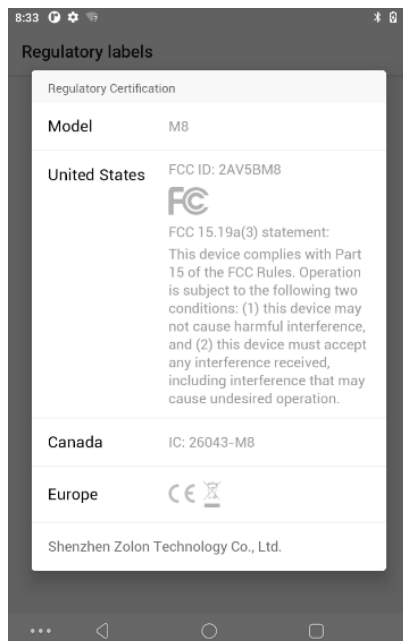 8:33
Regulatory labels
Regulatory Certification
Model
M8
United States
FCC ID: 2AV5BM8
FC
FCC 15.19a(3) statement:
This device complies with Part
15 of the FCC Rules. Operation
is subject to the following two
conditions: (1) this device may
not cause harmful interference,
and (2) this device must accept
any interference received,
including interference that may
cause undesired operation.
Canada
IC: 26043-M8
Europe
CE
Shenzhen Zolon Technology Co., Ltd.